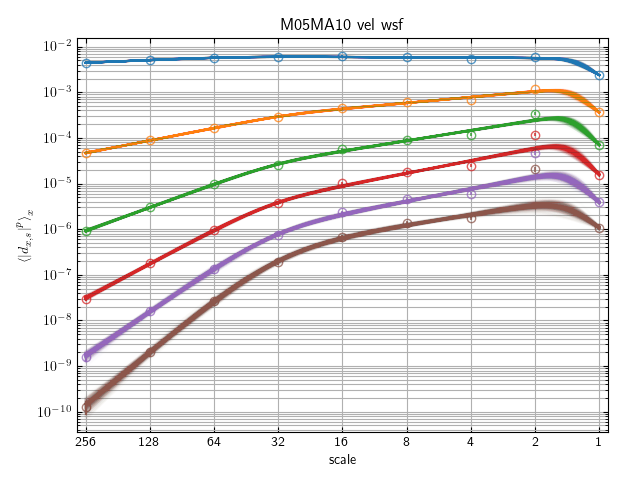 M05MA10 vel wsf
10⁻²
10⁻³
10⁻⁴
10⁻⁵
10⁻⁶
10⁻⁷
10⁻⁸
10⁻⁹
10⁻¹⁰
⟨|d_{x,s}|^p⟩_x
256 128 64 32 16 8 4 2 1
scale